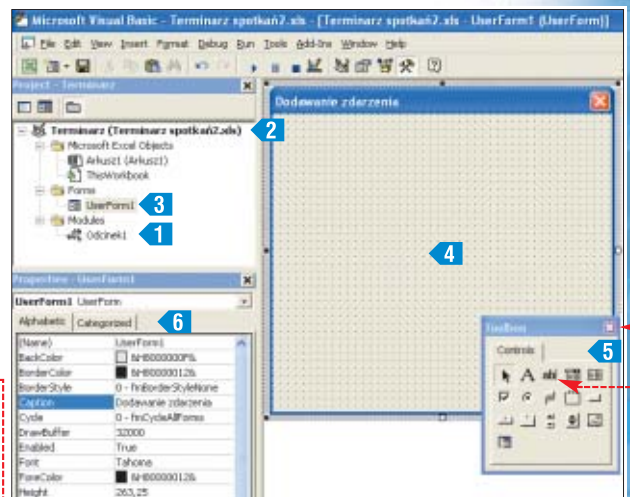 Microsoft Visual Basic - Terminarz spotkań2.xls - [Terminarz spotkań2.xls - UserForm1 (UserForm)]
File Edit View Insert Format Debug Run Tools Add-Ins Window Help
Project - Terminarz
Terminarz (Terminarz spotkań2.xls)
2
Microsoft Excel Objects
Arkusz1 (Arkusz1)
ThisWorkbook
Forms
UserForm1
3
Modules
Odcinek1
1
Properties - UserForm1
UserForm1 UserForm
Alphabetic Categorized
6
(Name) UserForm1
BackColor &H8000000F&
BorderColor &H80000012&
BorderStyle 0 - fmBorderStyleNone
Caption Dodawanie zdarzenia
Cycle 0 - fmCycleAllForms
DrawBuffer 32000
Enabled True
Font Tahoma
ForeColor &H80000012&
Height 263,25
Dodawanie zdarzenia
4
Toolbox
Controls
5
A abl